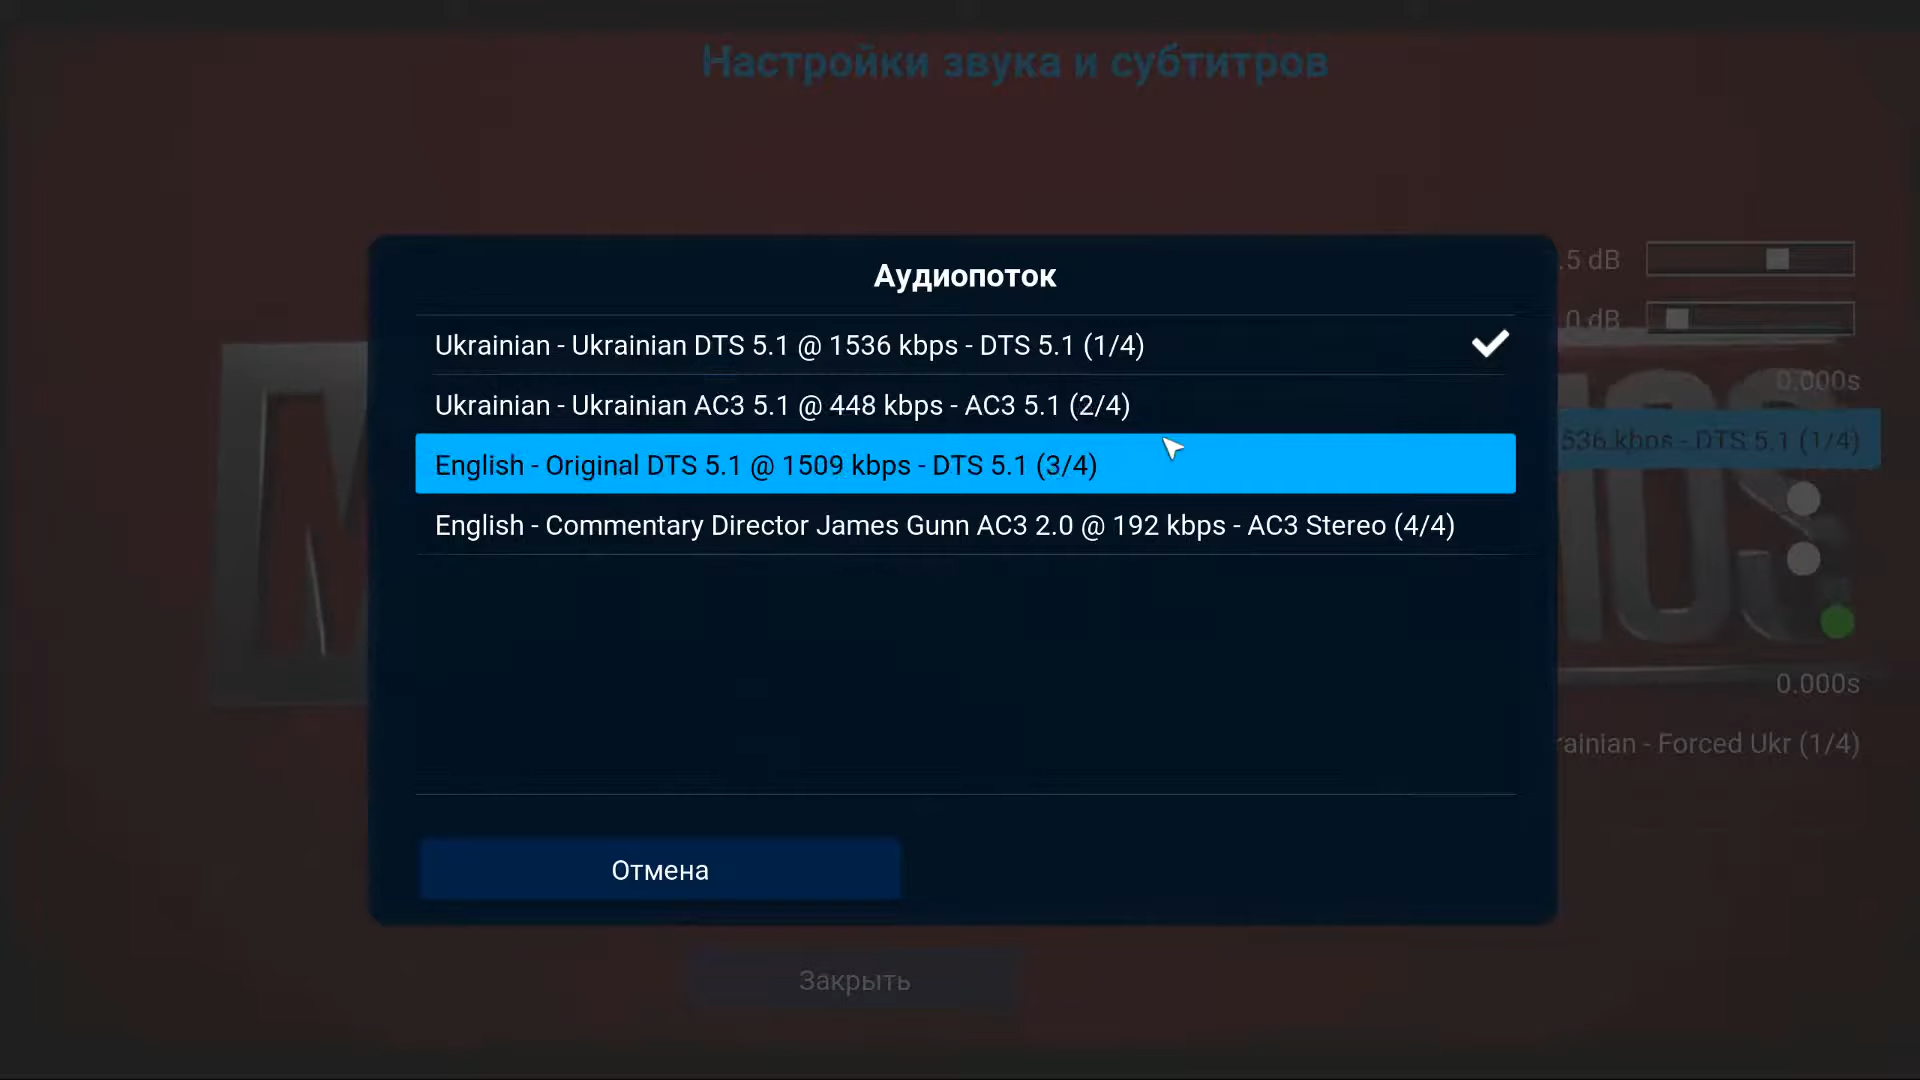 Настройки звука и субтитров
Аудиопоток
.5 dB
Ukrainian - Ukrainian DTS 5.1 @ 1536 kbps - DTS 5.1 (1/4)
.0 dB
0.000s
Ukrainian - Ukrainian AC3 5.1 @ 448 kbps - AC3 5.1 (2/4)
536 kbps - DTS 5.1 (1/4)
English - Original DTS 5.1 @ 1509 kbps - DTS 5.1 (3/4)
English - Commentary Director James Gunn AC3 2.0 @ 192 kbps - AC3 Stereo (4/4)
0.000s
rainian - Forced Ukr (1/4)
Отмена
Закрыть